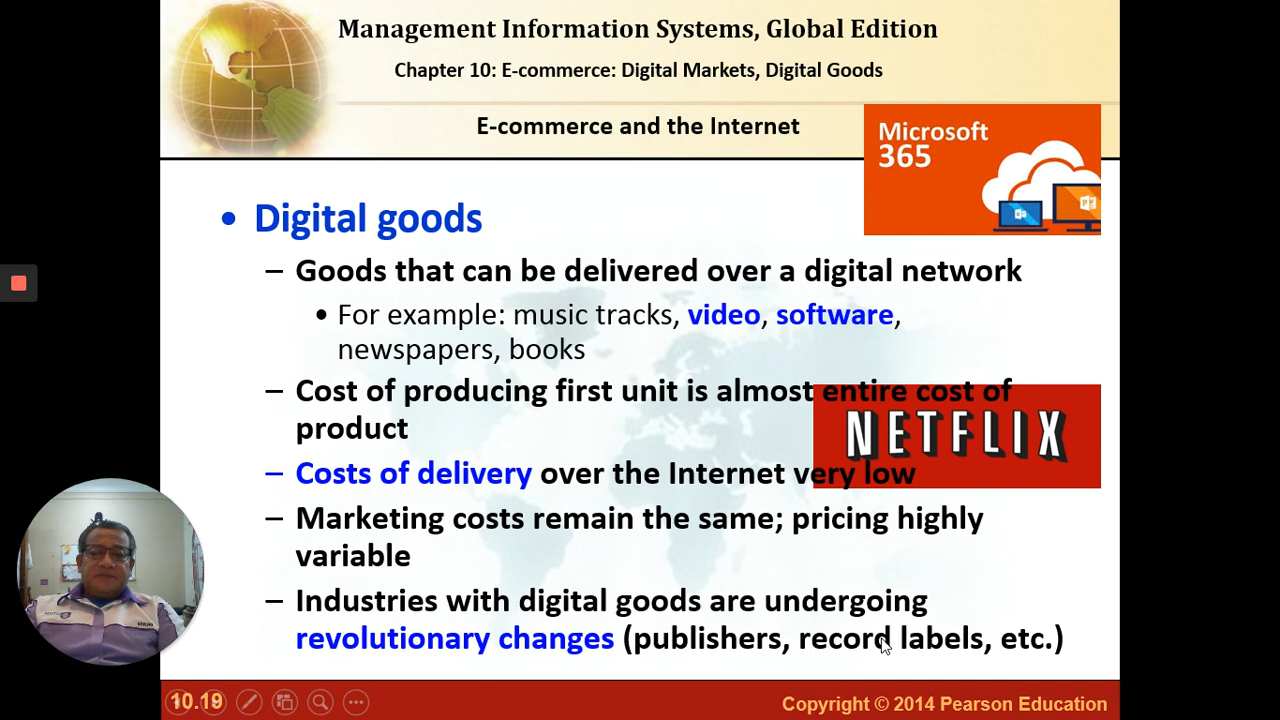 Management Information Systems, Global Edition
Chapter 10: E-commerce: Digital Markets, Digital Goods
E-commerce and the Internet
Microsoft
365
• Digital goods
– Goods that can be delivered over a digital network
• For example: music tracks, video, software,
newspapers, books
– Cost of producing first unit is almost entire cost of
product
NETFLIX
– Costs of delivery over the Internet very low
– Marketing costs remain the same; pricing highly
variable
– Industries with digital goods are undergoing
revolutionary changes (publishers, record labels, etc.)
10.19
Copyright © 2014 Pearson Education